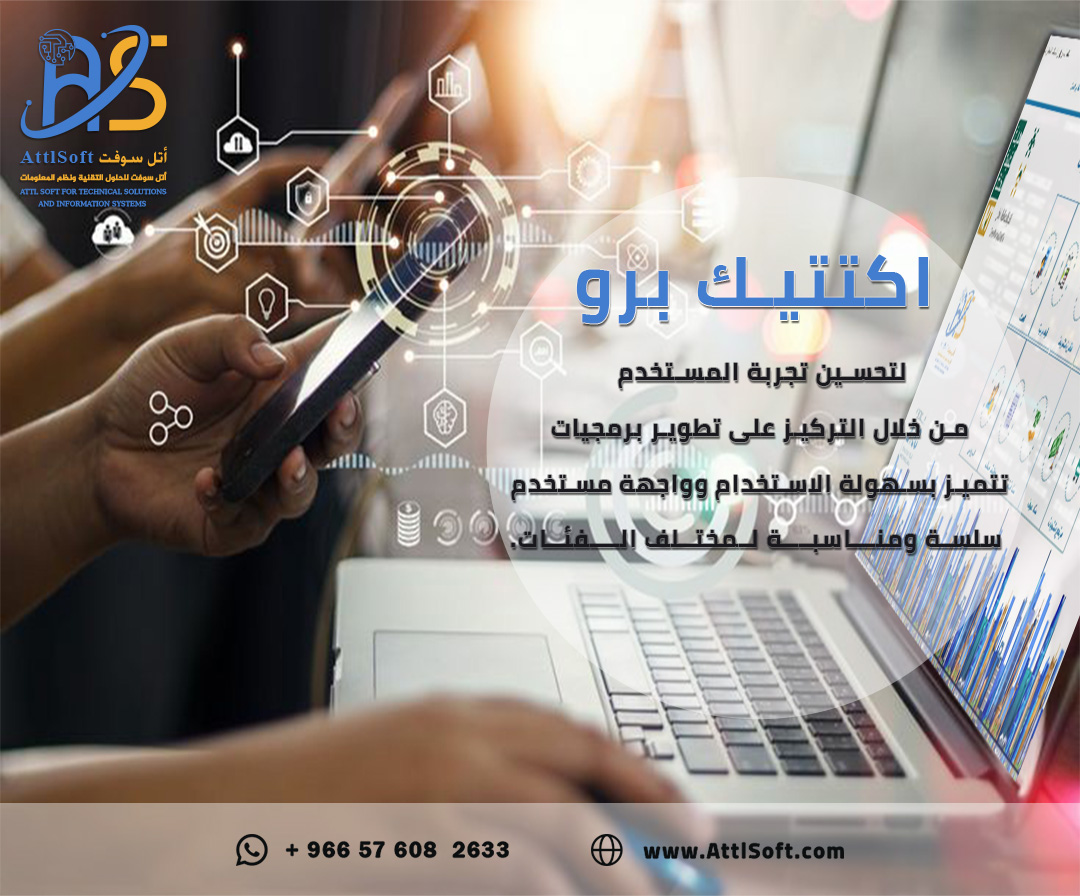 AttlSoft أتل سوفت
أتل سوفت للحلول التقنية ونظم المعلومات
ATTL SOFT FOR TECHNICAL SOLUTIONS
AND INFORMATION SYSTEMS
اكتتيك برو
لتحسين تجربة المستخدم
من خلال التركيز على تطوير برمجيات
تتميز بسهولة الاستخدام وواجهة مستخدم
سلسة ومناسبة لمختلف الفئات.
+ 966 57 608 2633
www.AttlSoft.com